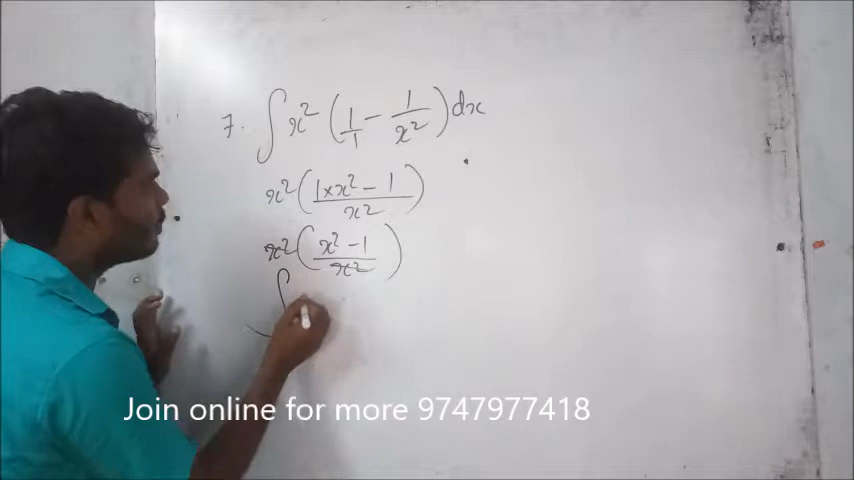 7. ∫ x² (1/1 − 1/x²) dx
x² (1×x² − 1 / x²)
x² (x² − 1 / x²)
∫
Join online for more 9747977418